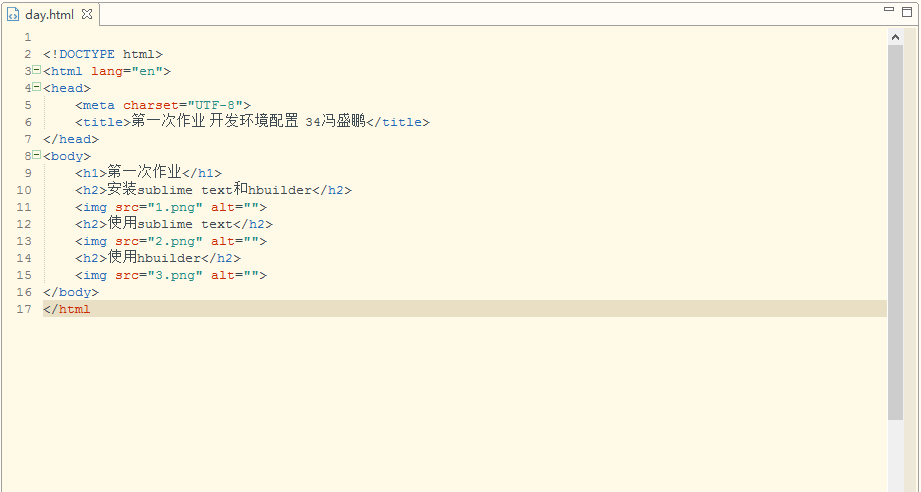 day.html
1
2 <!DOCTYPE html>
3 <html lang="en">
4 <head>
5 <meta charset="UTF-8">
6 <title>第一次作业 开发环境配置 34冯盛鹏</title>
7 </head>
8 <body>
9 <h1>第一次作业</h1>
10 <h2>安装sublime text和hbuilder</h2>
11 <img src="1.png" alt="">
12 <h2>使用sublime text</h2>
13 <img src="2.png" alt="">
14 <h2>使用hbuilder</h2>
15 <img src="3.png" alt="">
16 </body>
17 </html